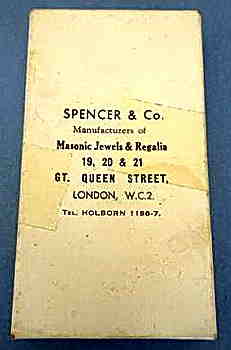 SPENCER & Co.
Manufacturers of
Masonic Jewels & Regalia
19, 20 & 21
GT. QUEEN STREET,
LONDON, W.C.2.
TEL. HOLBORN 1186-7.